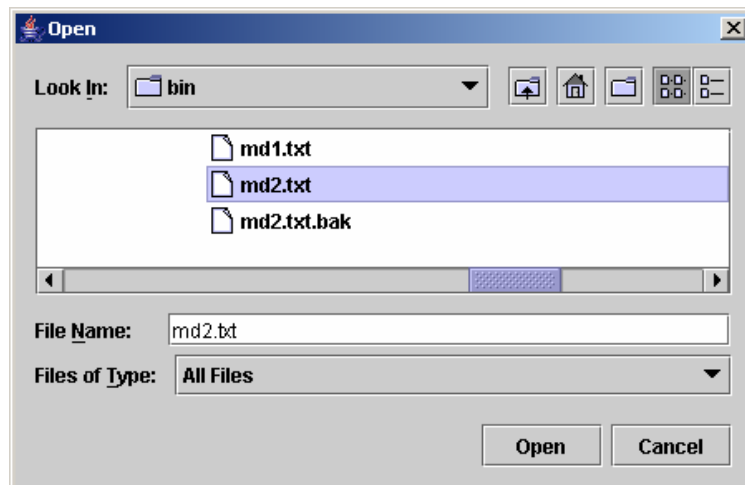 Open
Look In: bin
md1.txt
md2.txt
md2.txt.bak
File Name: md2.txt
Files of Type: All Files
Open Cancel